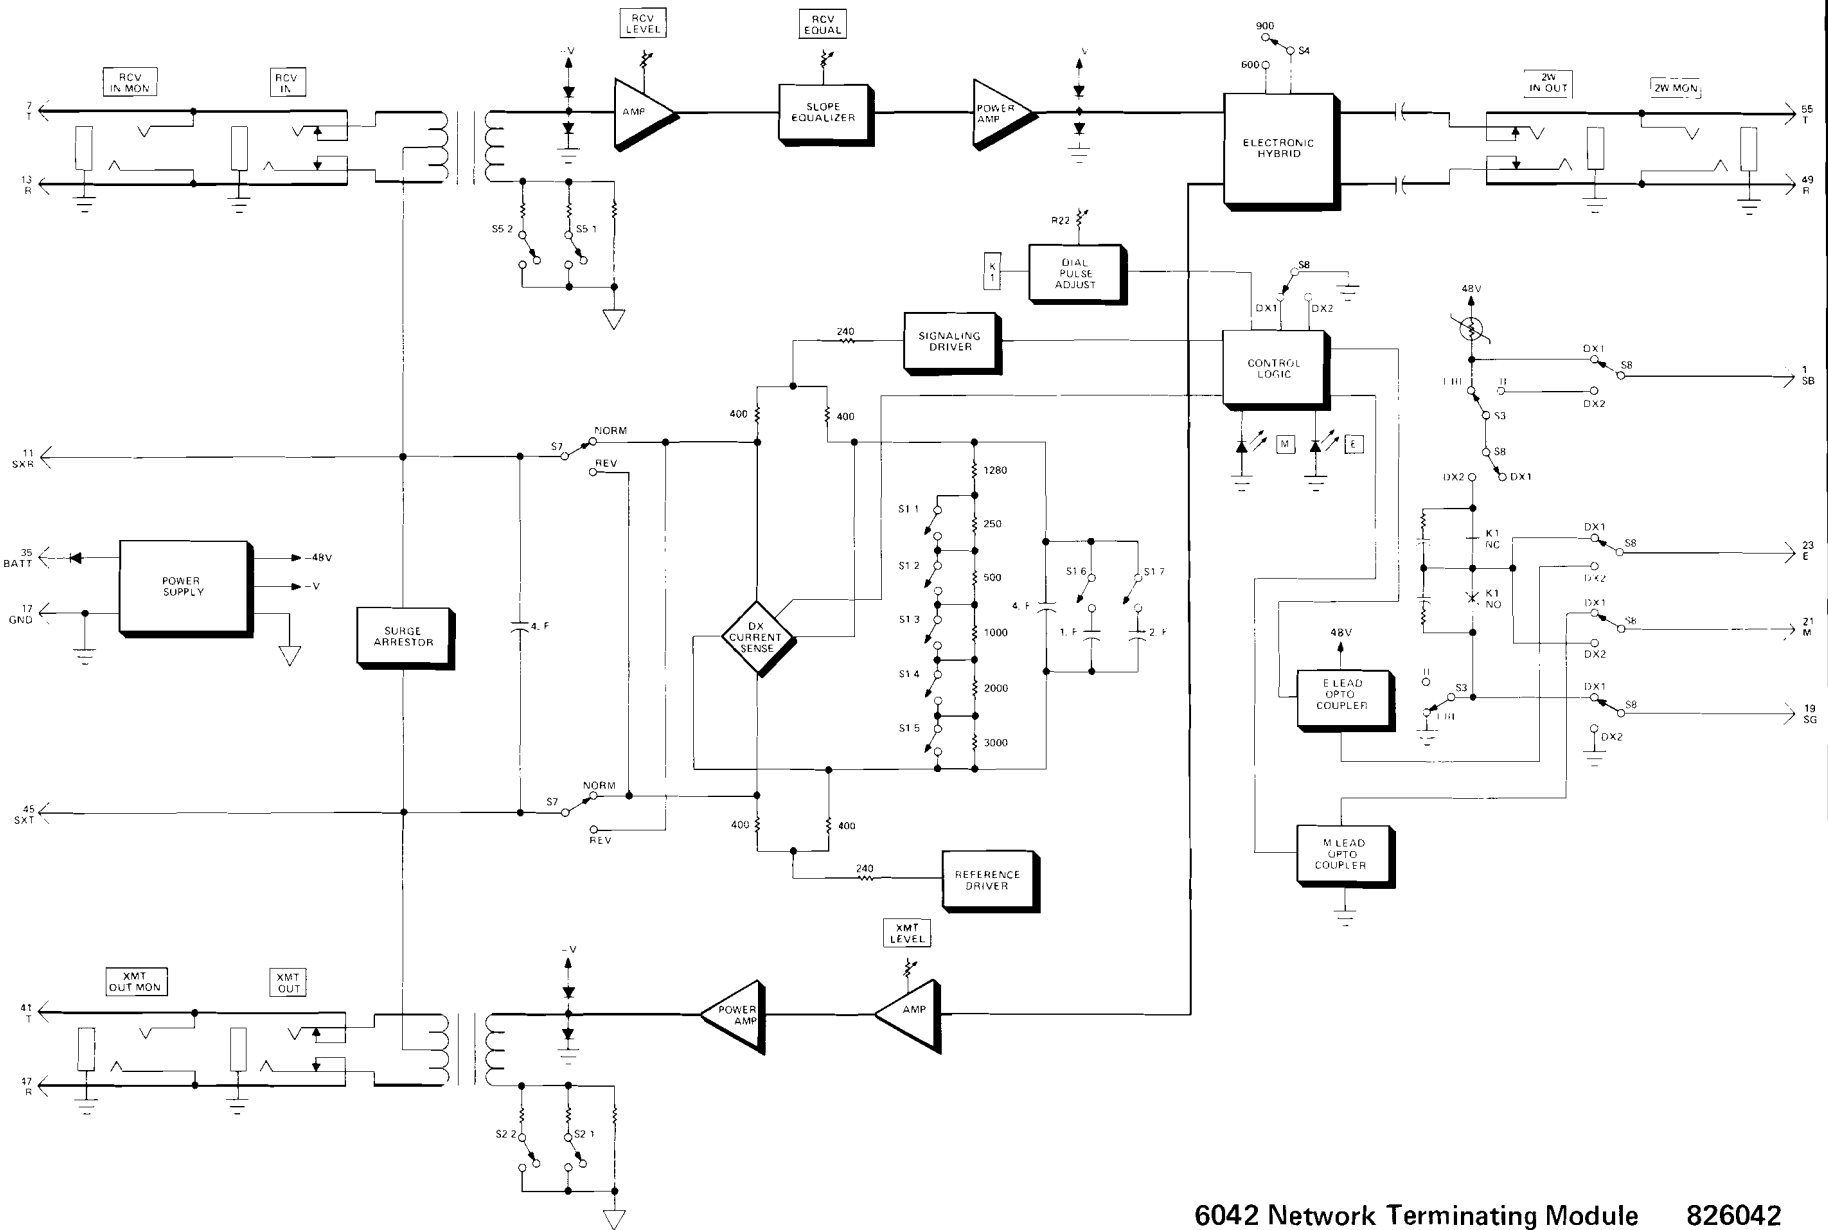 RCV
LEVEL
RCV
EQUAL
900
S4
600
RCV
IN MON
RCV
IN
-V
V
2W
IN OUT
2W MON
7
T
AMP
SLOPE
EQUALIZER
POWER
AMP
ELECTRONIC
HYBRID
55
T
13
R
49
R
S5 2
S5 1
R22
K
1
DIAL
PULSE
ADJUST
S8
DX1
DX2
48V
240
SIGNALING
DRIVER
CONTROL
LOGIC
DX1
S8
1
SB
DX2
II
S3
400
400
M
E
S8
DX2
DX1
11
SXR
S7
NORM
REV
1280
S1 1
250
S1 2
500
S1 3
1000
S1 4
2000
S1 5
3000
S1 6
S1 7
4. F
1. F
2. F
K1
NC
K1
NO
DX1
S8
DX2
23
E
DX1
S8
DX2
21
M
35
BATT
17
GND
POWER
SUPPLY
-48V
-V
SURGE
ARRESTOR
4. F
DX
CURRENT
SENSE
48V
E LEAD
OPTO
COUPLER
II
S3
DX1
S8
DX2
19
SG
45
SXT
S7
NORM
REV
400
400
240
REFERENCE
DRIVER
M LEAD
OPTO
COUPLER
XMT
LEVEL
XMT
OUT MON
XMT
OUT
-V
41
T
POWER
AMP
AMP
47
R
S2 2
S2 1
6042 Network Terminating Module 826042